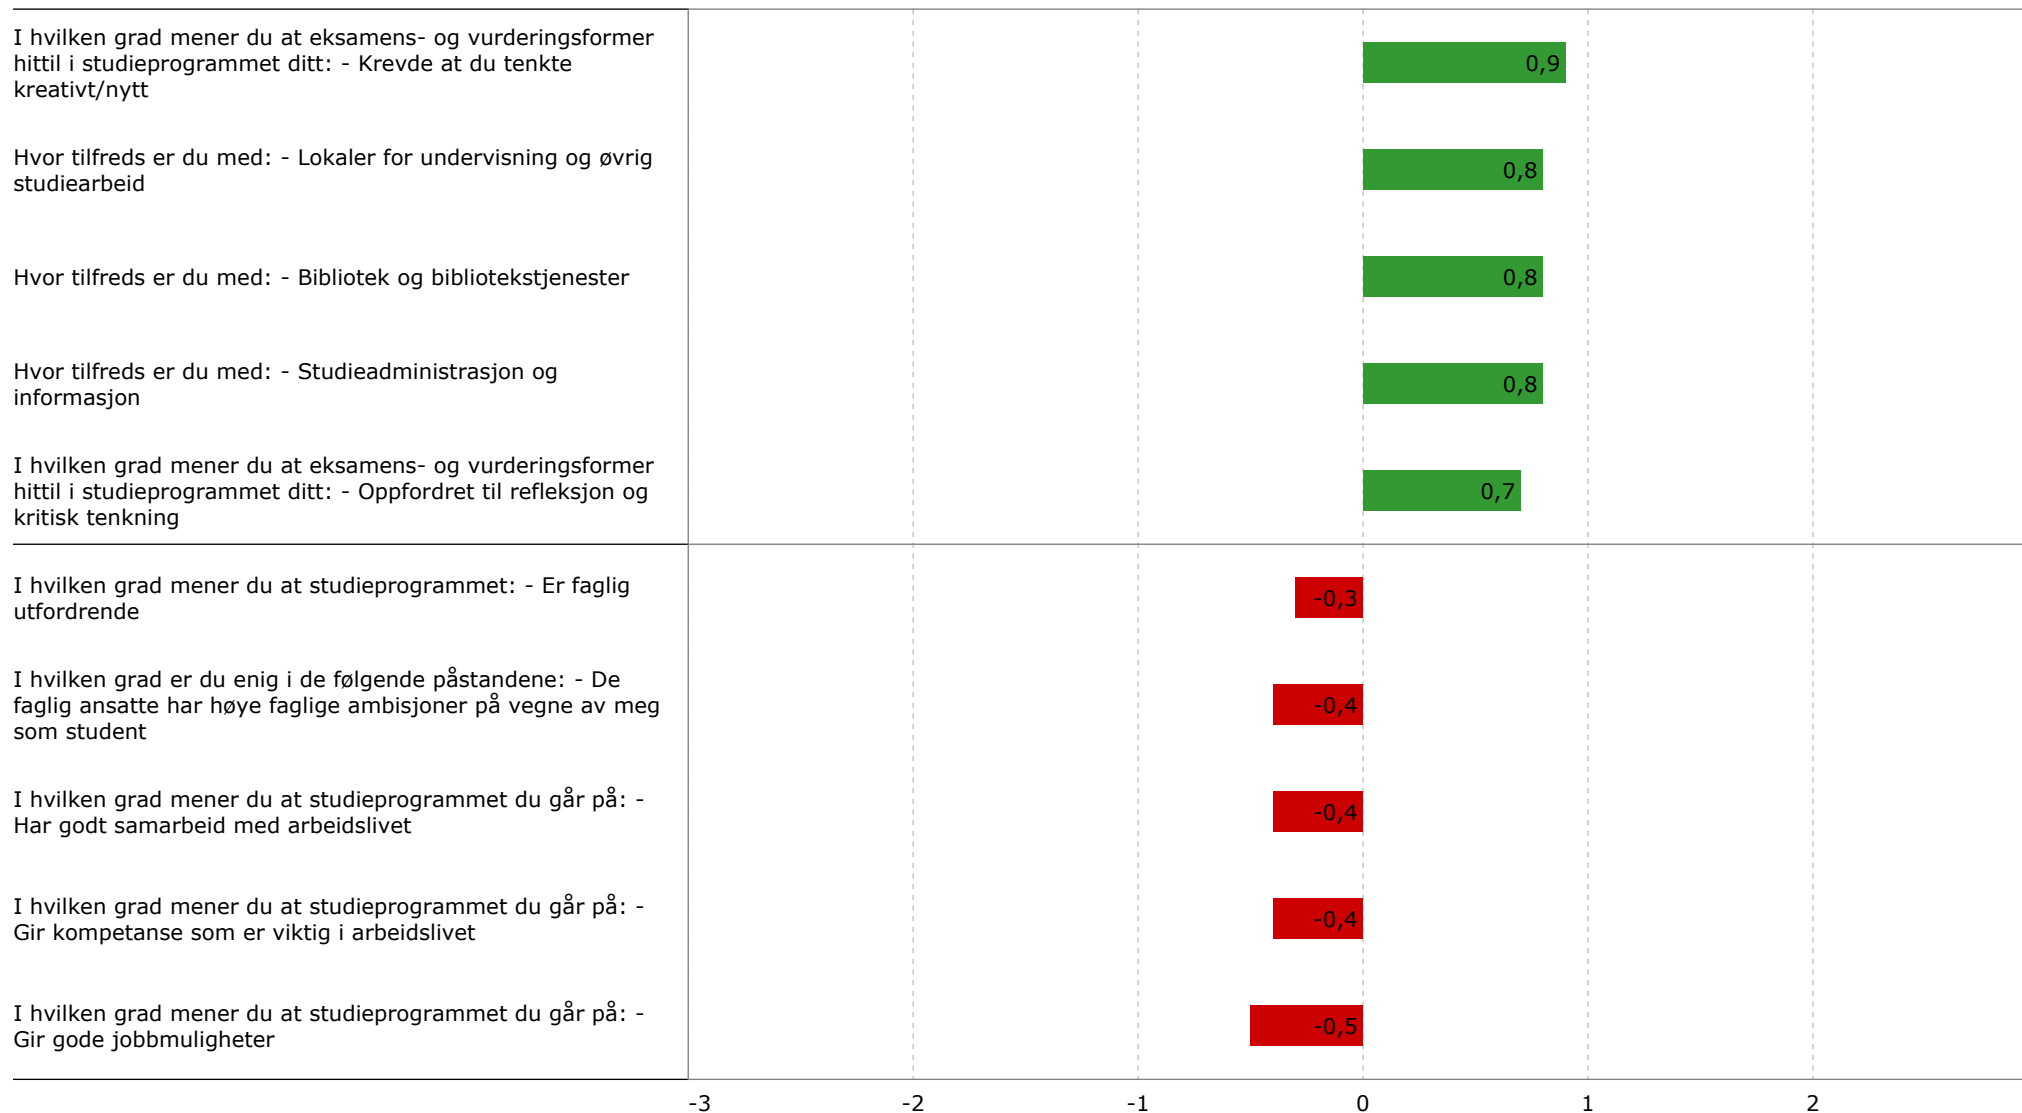 I hvilken grad mener du at eksamens- og vurderingsformer
hittil i studieprogrammet ditt: - Krevde at du tenkte
kreativt/nytt
0,9
Hvor tilfreds er du med: - Lokaler for undervisning og øvrig
studiearbeid
0,8
Hvor tilfreds er du med: - Bibliotek og bibliotekstjenester
0,8
Hvor tilfreds er du med: - Studieadministrasjon og
informasjon
0,8
I hvilken grad mener du at eksamens- og vurderingsformer
hittil i studieprogrammet ditt: - Oppfordret til refleksjon og
kritisk tenkning
0,7
I hvilken grad mener du at studieprogrammet: - Er faglig
utfordrende
-0,3
I hvilken grad er du enig i de følgende påstandene: - De
faglig ansatte har høye faglige ambisjoner på vegne av meg
som student
-0,4
I hvilken grad mener du at studieprogrammet du går på: -
Har godt samarbeid med arbeidslivet
-0,4
I hvilken grad mener du at studieprogrammet du går på: -
Gir kompetanse som er viktig i arbeidslivet
-0,4
I hvilken grad mener du at studieprogrammet du går på: -
Gir gode jobbmuligheter
-0,5
-3 -2 -1 0 1 2